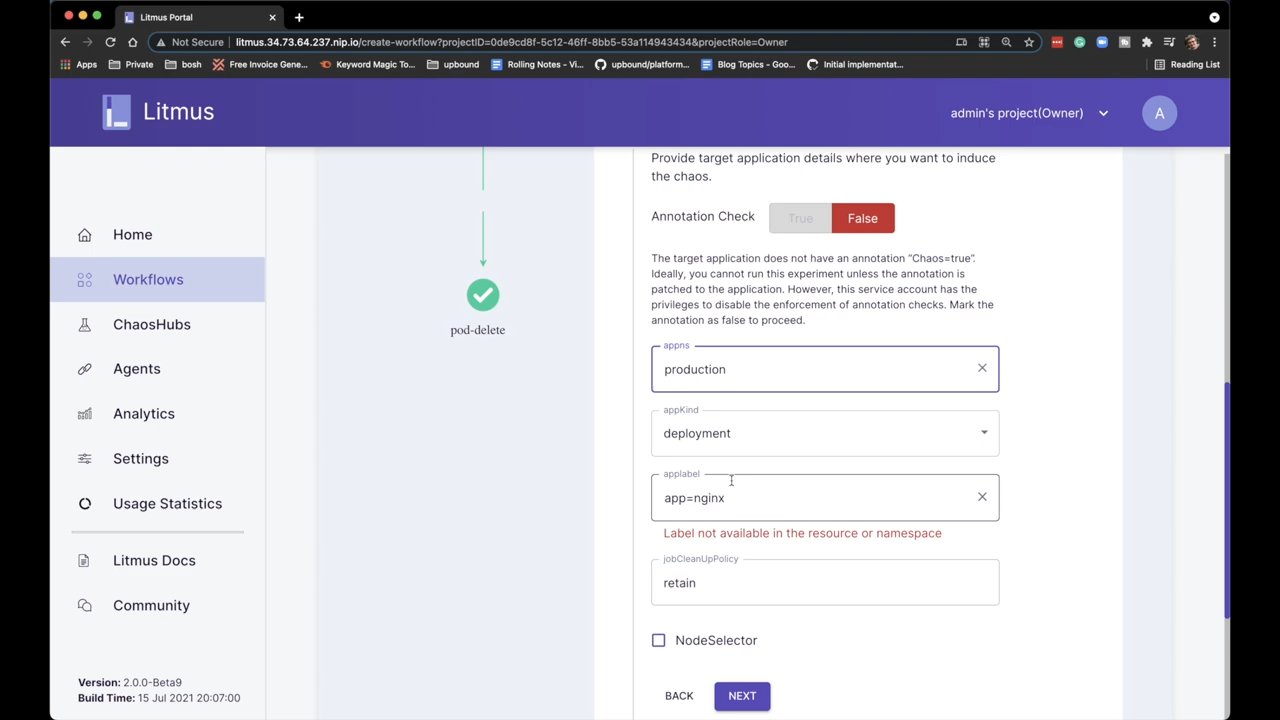 Litmus Portal
Not Secure
litmus.34.73.64.237.nip.io/create-workflow?projectID=0de9cd8f-5c12-46ff-8bb5-53a114943434&projectRole=Owner
Apps
Private
bosh
Free Invoice Gene...
Keyword Magic To...
upbound
Rolling Notes - Vi...
upbound/platform...
Blog Topics - Goo...
Initial implementat...
Reading List
Litmus
admin's project(Owner)
A
Home
Workflows
ChaosHubs
Agents
Analytics
Settings
Usage Statistics
Litmus Docs
Community
Version: 2.0.0-Beta9
Build Time: 15 Jul 2021 20:07:00
pod-delete
Provide target application details where you want to induce
the chaos.
Annotation Check
True
False
The target application does not have an annotation "Chaos=true".
Ideally, you cannot run this experiment unless the annotation is
patched to the application. However, this service account has the
privileges to disable the enforcement of annotation checks. Mark the
annotation as false to proceed.
appns
production
appKind
deployment
applabel
app=nginx
Label not available in the resource or namespace
jobCleanUpPolicy
retain
NodeSelector
BACK
NEXT